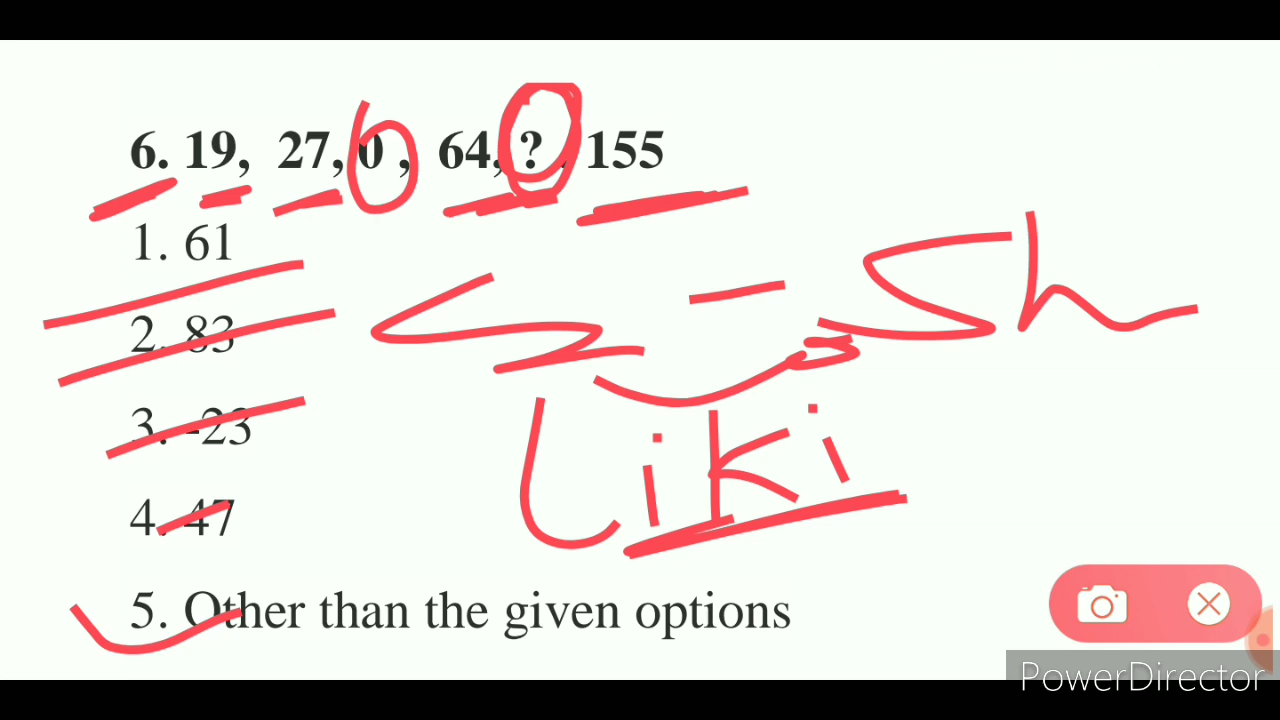 6. 19, 27, 0 , 64, ? , 155
1. 61
2. 83
3. -23
Sh
Liki
4. 47
5. Other than the given options
PowerDirector